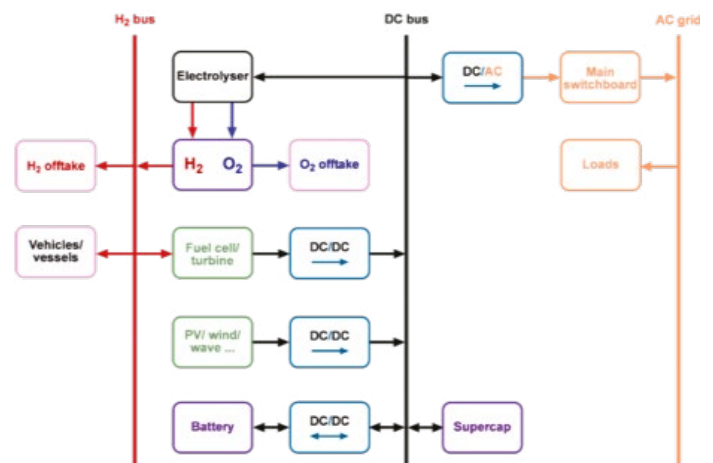 H₂ bus
DC bus
AC grid
Electrolyser
DC/AC
Main
switchboard
H₂ offtake
H₂
O₂
O₂ offtake
Loads
Vehicles/
vessels
Fuel cell/
turbine
DC/DC
PV/ wind/
wave ...
DC/DC
Battery
DC/DC
Supercap